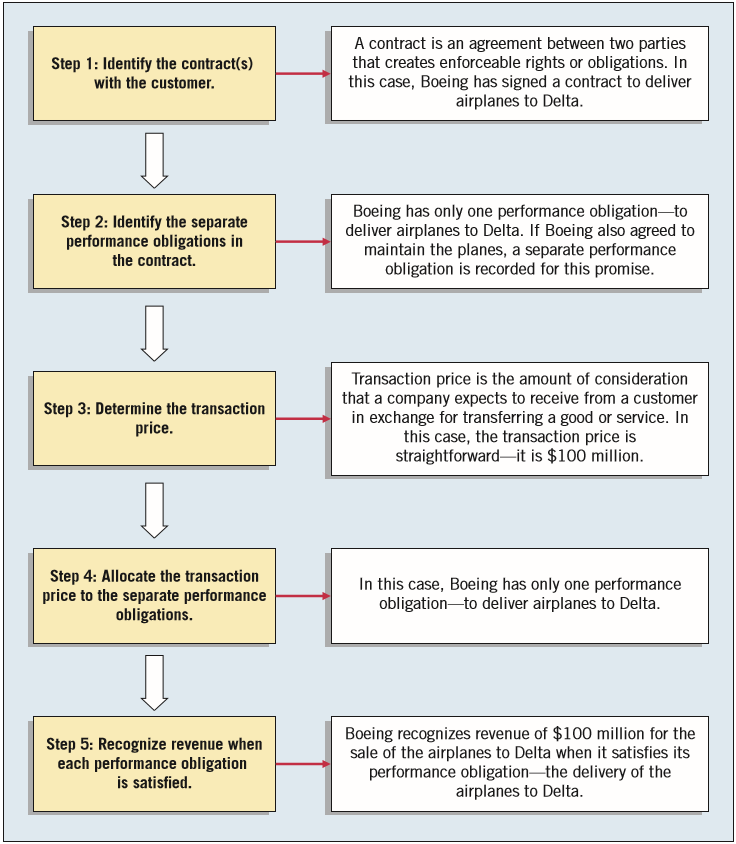 Step 1: Identify the contract(s)
with the customer.
A contract is an agreement between two parties
that creates enforceable rights or obligations. In
this case, Boeing has signed a contract to deliver
airplanes to Delta.
Step 2: Identify the separate
performance obligations in
the contract.
Boeing has only one performance obligation—to
deliver airplanes to Delta. If Boeing also agreed to
maintain the planes, a separate performance
obligation is recorded for this promise.
Step 3: Determine the transaction
price.
Transaction price is the amount of consideration
that a company expects to receive from a customer
in exchange for transferring a good or service. In
this case, the transaction price is
straightforward—it is $100 million.
Step 4: Allocate the transaction
price to the separate performance
obligations.
In this case, Boeing has only one performance
obligation—to deliver airplanes to Delta.
Step 5: Recognize revenue when
each performance obligation
is satisfied.
Boeing recognizes revenue of $100 million for the
sale of the airplanes to Delta when it satisfies its
performance obligation—the delivery of the
airplanes to Delta.